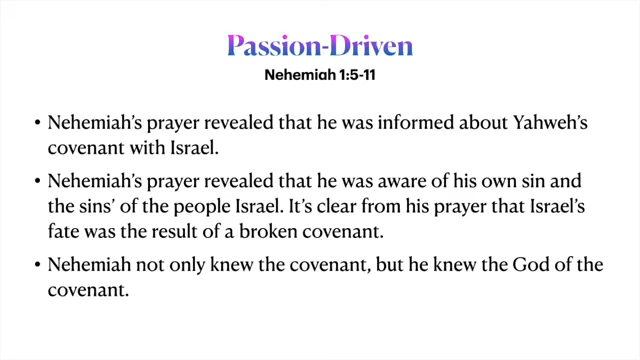 Passion-Driven
Nehemiah 1:5-11
• Nehemiah’s prayer revealed that he was informed about Yahweh’s
covenant with Israel.
• Nehemiah’s prayer revealed that he was aware of his own sin and
the sins’ of the people Israel. It’s clear from his prayer that Israel’s
fate was the result of a broken covenant.
• Nehemiah not only knew the covenant, but he knew the God of the
covenant.